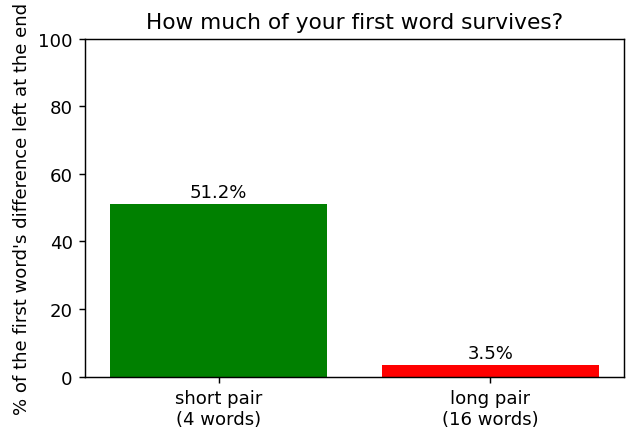 How much of your first word survives?
% of the first word's difference left at the end
100
80
60
40
20
0
51.2%
3.5%
short pair
(4 words)
long pair
(16 words)